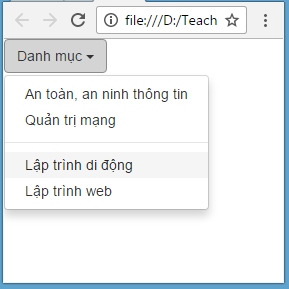 file:///D:/Teach
Danh mục
An toàn, an ninh thông tin
Quản trị mạng
Lập trình di động
Lập trình web